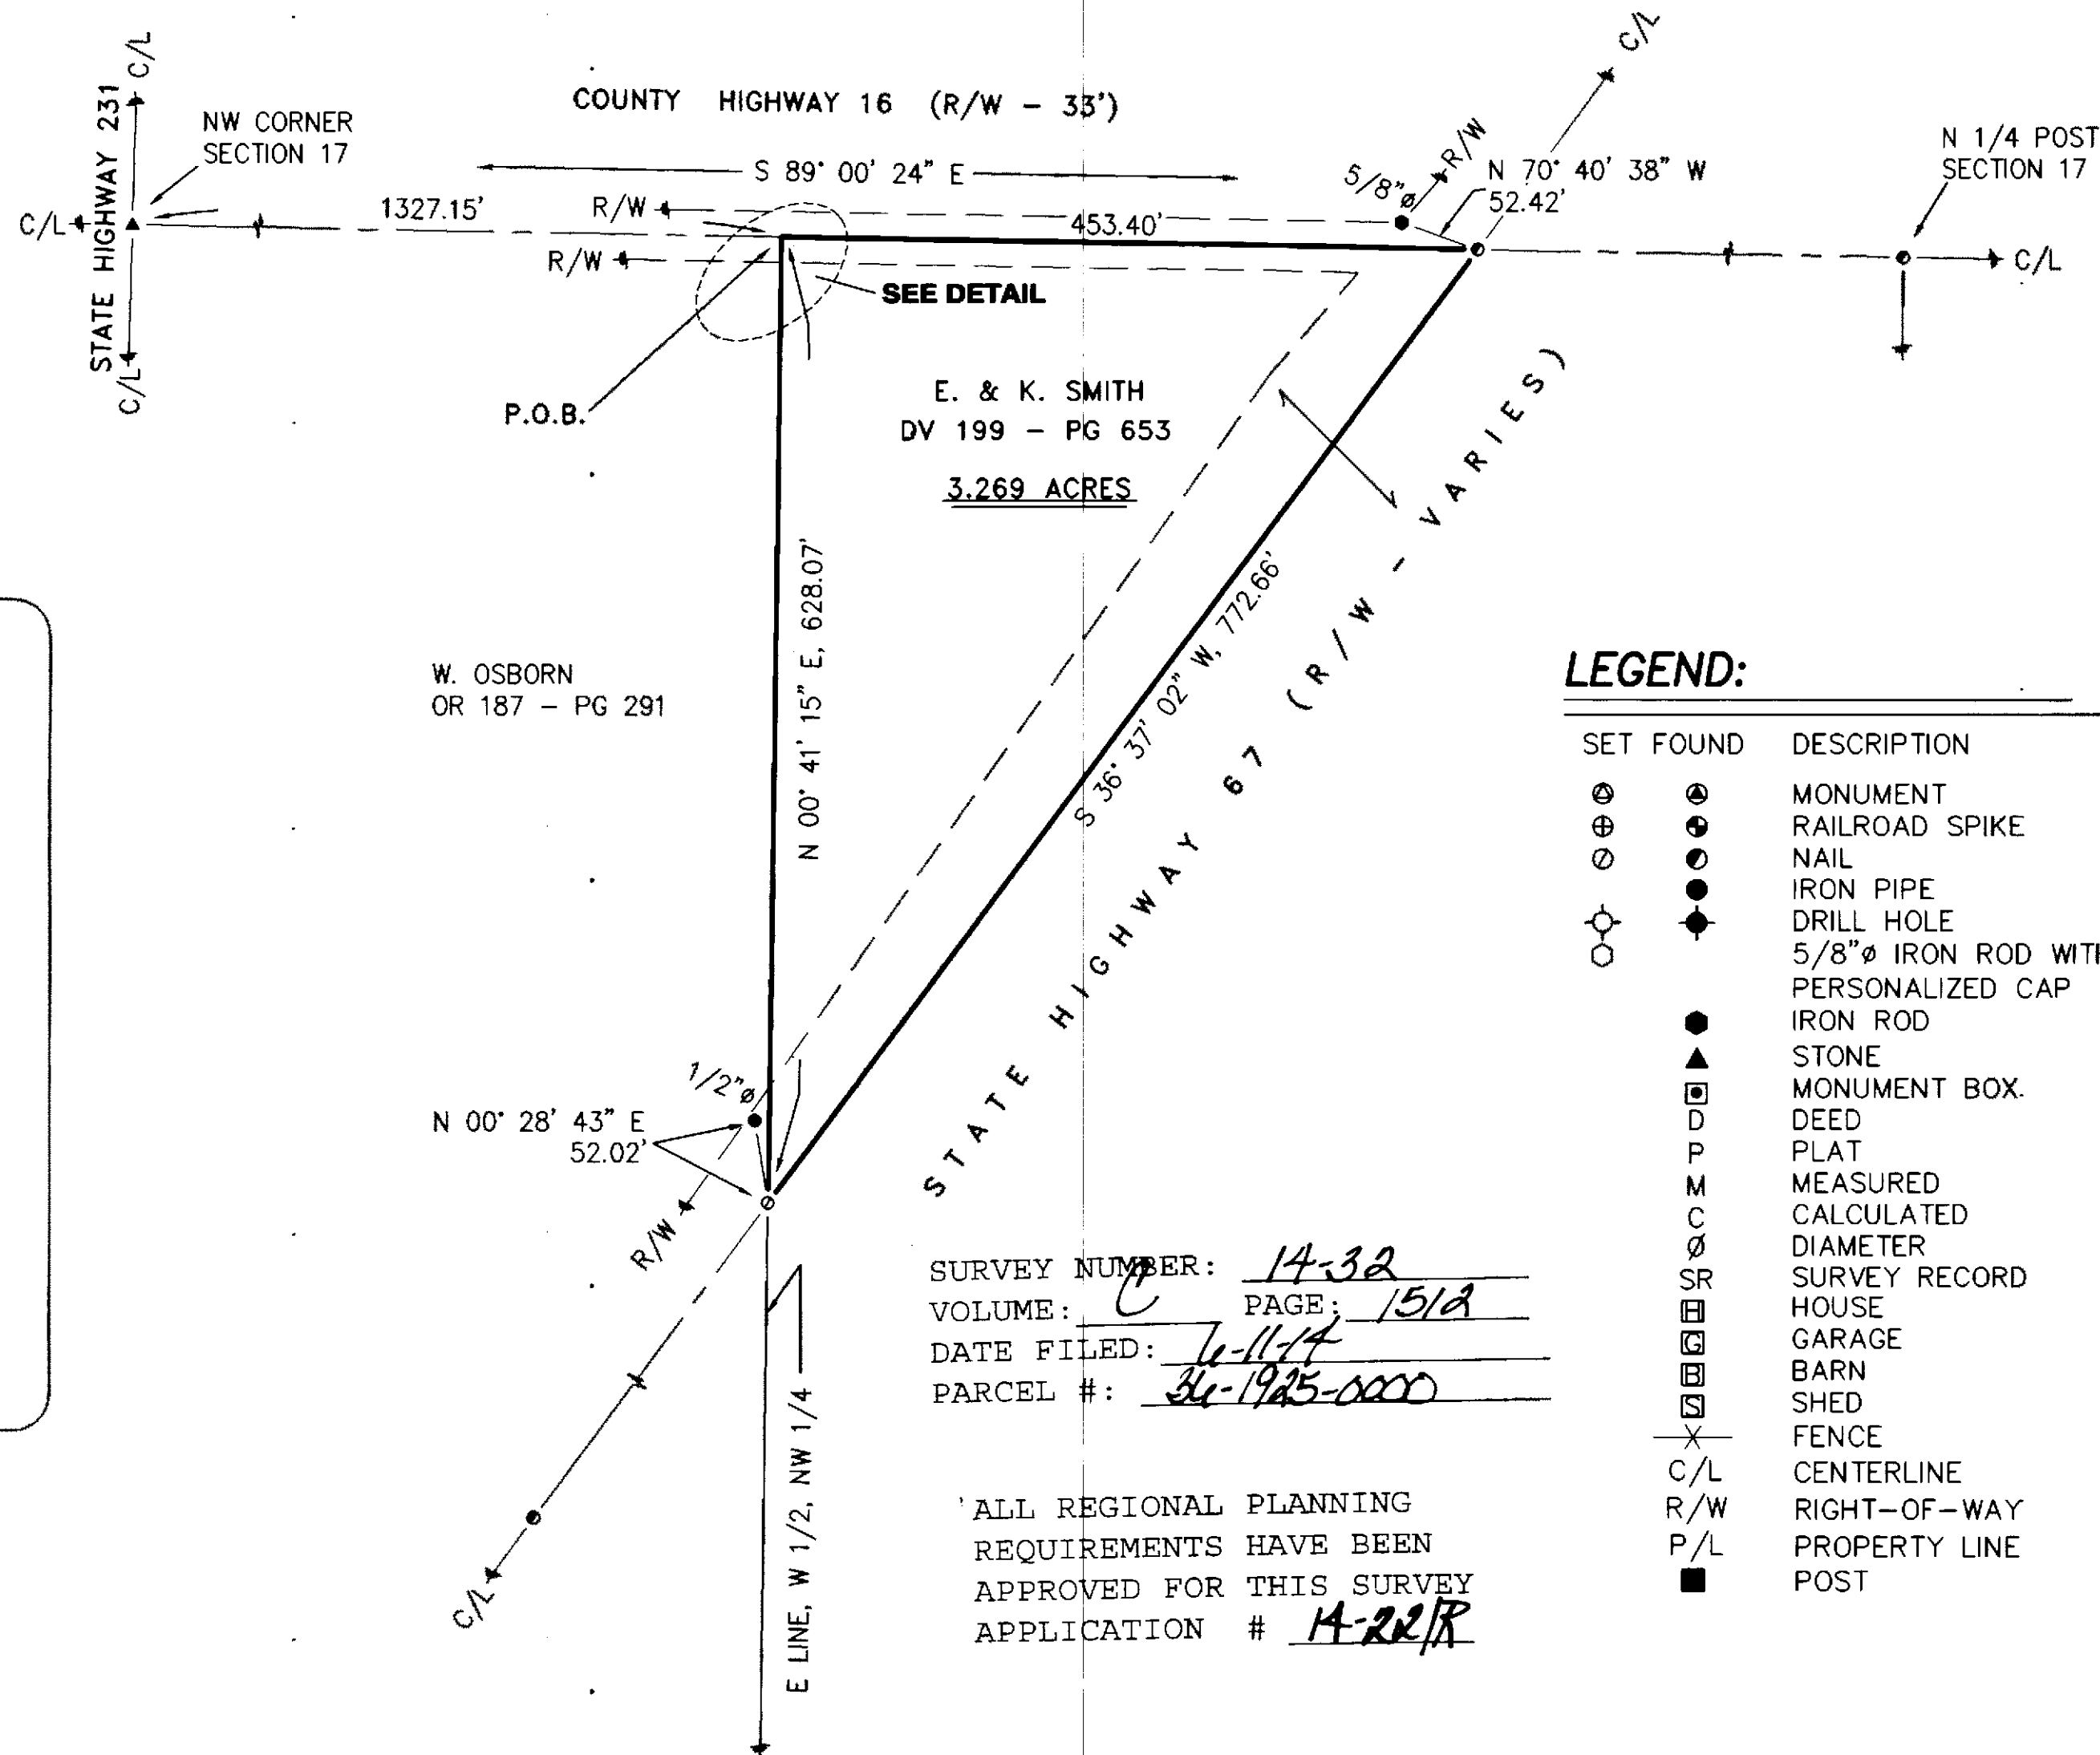 C/L
STATE HIGHWAY 231
C/L
C/L
NW CORNER
SECTION 17
COUNTY HIGHWAY 16 (R/W - 33')
S 89° 00' 24" E
1327.15'
R/W
R/W
453.40'
5/8"ø
R/W
C/L
N 70° 40' 38" W
52.42'
N 1/4 POST
SECTION 17
C/L
SEE DETAIL
P.O.B.
E. & K. SMITH
DV 199 - PG 653
3.269 ACRES
N 00° 41' 15" E, 628.07'
S 36° 37' 02" W, 772.66'
STATE HIGHWAY 67 (R/W - VARIES)
W. OSBORN
OR 187 - PG 291
1/2"ø
N 00° 28' 43" E
52.02'
R/W
C/L
E LINE, W 1/2, NW 1/4
SURVEY NUMBER: 14-32
VOLUME: C PAGE: 1512
DATE FILED: 6-11-14
PARCEL #: 36-1925-0000
ALL REGIONAL PLANNING
REQUIREMENTS HAVE BEEN
APPROVED FOR THIS SURVEY
APPLICATION # 14-22/R
LEGEND:
SET FOUND DESCRIPTION
MONUMENT
RAILROAD SPIKE
NAIL
IRON PIPE
DRILL HOLE
5/8"ø IRON ROD WITH
PERSONALIZED CAP
IRON ROD
STONE
MONUMENT BOX.
D DEED
P PLAT
M MEASURED
C CALCULATED
Ø DIAMETER
SR SURVEY RECORD
H HOUSE
G GARAGE
B BARN
S SHED
X FENCE
C/L CENTERLINE
R/W RIGHT-OF-WAY
P/L PROPERTY LINE
POST